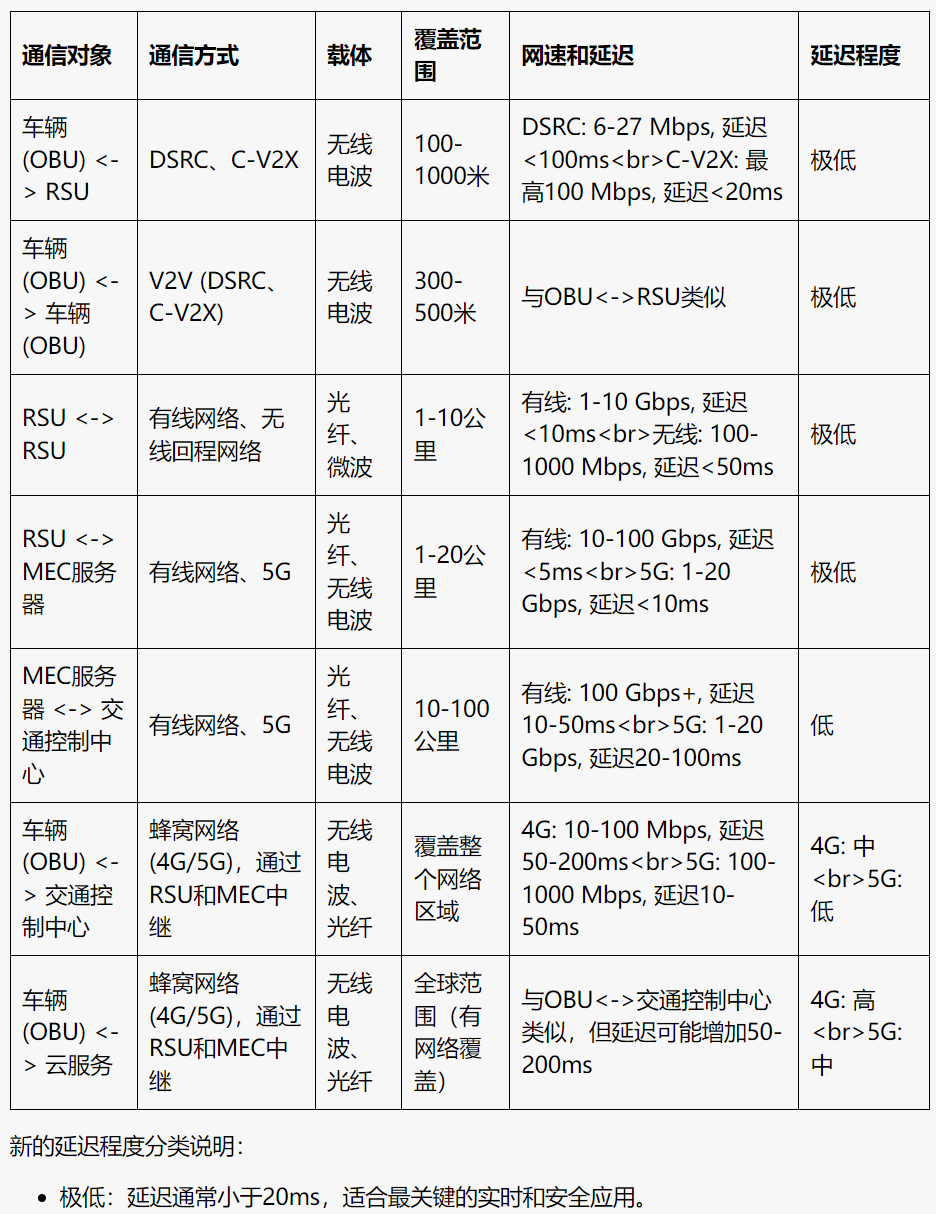 通信对象
通信方式
载体
覆盖范
围
网速和延迟
延迟程度
车辆
(OBU) <-
> RSU
DSRC、C-V2X
无线
电波
100-
1000米
DSRC: 6-27 Mbps, 延迟
<100ms<br>C-V2X: 最
高100 Mbps, 延迟<20ms
极低
车辆
(OBU) <-
> 车辆
(OBU)
V2V (DSRC、
C-V2X)
无线
电波
300-
500米
与OBU<->RSU类似
极低
RSU <->
RSU
有线网络、无
线回程网络
光
纤、
微波
1-10公
里
有线: 1-10 Gbps, 延迟
<10ms<br>无线: 100-
1000 Mbps, 延迟<50ms
极低
RSU <->
MEC服务
器
有线网络、5G
光
纤、
无线
电波
1-20公
里
有线: 10-100 Gbps, 延迟
<5ms<br>5G: 1-20
Gbps, 延迟<10ms
极低
MEC服务
器 <-> 交
通控制中
心
有线网络、5G
光
纤、
无线
电波
10-100
公里
有线: 100 Gbps+, 延迟
10-50ms<br>5G: 1-20
Gbps, 延迟20-100ms
低
车辆
(OBU) <-
> 交通控
制中心
蜂窝网络
(4G/5G)，通过
RSU和MEC中
继
无线
电
波、
光纤
覆盖整
个网络
区域
4G: 10-100 Mbps, 延迟
50-200ms<br>5G: 100-
1000 Mbps, 延迟10-
50ms
4G: 中
<br>5G:
低
车辆
(OBU) <-
> 云服务
蜂窝网络
(4G/5G)，通过
RSU和MEC中
继
无线
电
波、
光纤
全球范
围（有
网络覆
盖）
与OBU<->交通控制中心
类似，但延迟可能增加50-
200ms
4G: 高
<br>5G:
中
新的延迟程度分类说明：
• 极低：延迟通常小于20ms，适合最关键的实时和安全应用。